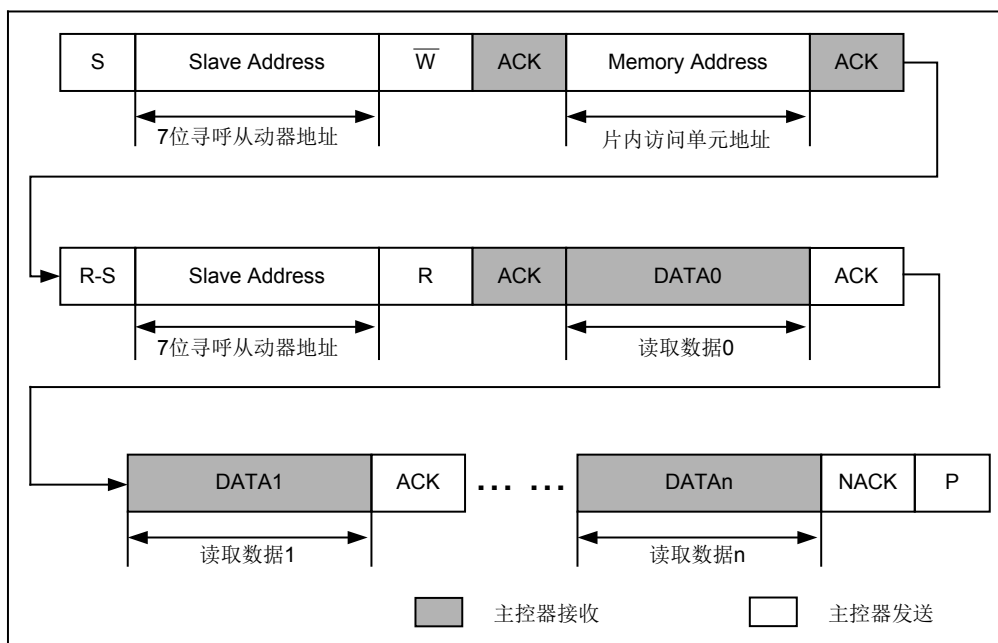 S Slave Address W̅ ACK Memory Address ACK
7位寻呼从动器地址 片内访问单元地址
R-S Slave Address R ACK DATA0 ACK
7位寻呼从动器地址 读取数据0
DATA1 ACK ... ... DATAn NACK P
读取数据1 读取数据n
主控器接收 主控器发送